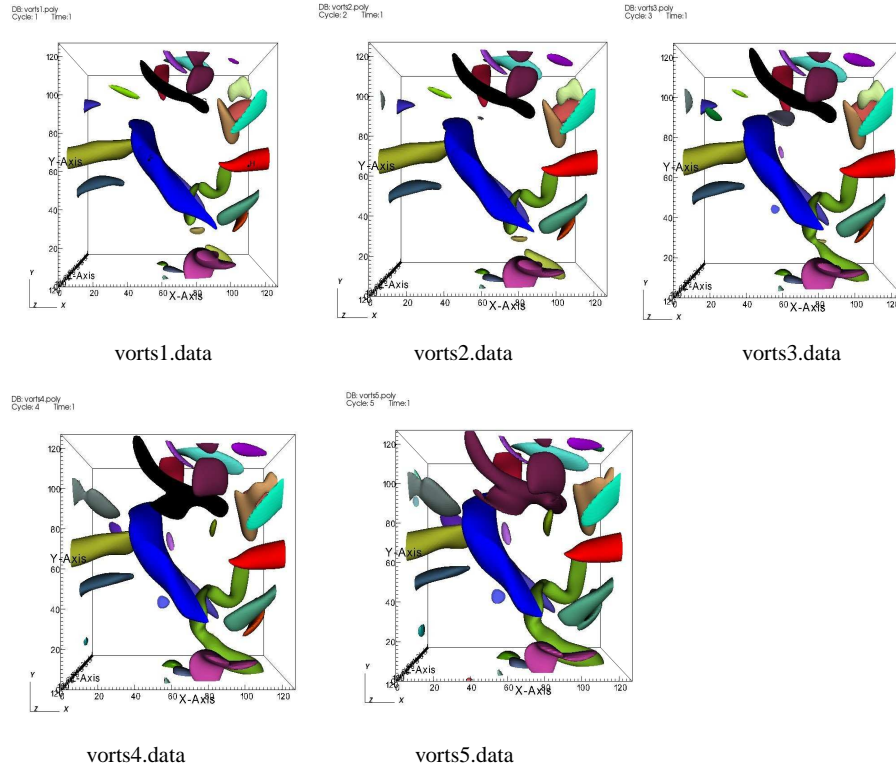 DB: vorts1.poly
Cycle: 1 Time:1
DB: vorts2.poly
Cycle: 2 Time:1
DB: vorts3.poly
Cycle: 3 Time:1
120
100
80
Y-Axis
60
40
20
Z-Axis
20 40 60 80 100 120
X-Axis
Y
Z X
120
100
80
Y-Axis
60
40
20
Z-Axis
20 40 60 80 100 120
X-Axis
Y
Z X
120
100
80
Y-Axis
60
40
20
Z-Axis
20 40 60 80 100 120
X-Axis
Y
Z X
vorts1.data
vorts2.data
vorts3.data
DB: vorts4.poly
Cycle: 4 Time:1
DB: vorts5.poly
Cycle: 5 Time:1
120
100
80
Y-Axis
60
40
20
Z-Axis
20 40 60 80 100 120
X-Axis
Y
Z X
120
100
80
Y-Axis
60
40
20
Z-Axis
20 40 60 80 100 120
X-Axis
Y
Z X
vorts4.data
vorts5.data